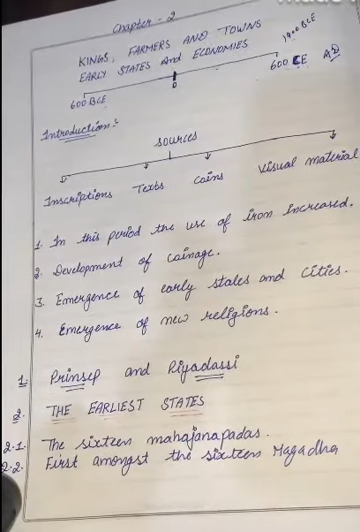 Chapter - 2
KINGS, FARMERS AND TOWNS
EARLY STATES and ECONOMIES
600 BCE
0
600 CE
AD
Introduction:-
Sources
Inscriptions Texts Coins Visual material
1. In this period the use of iron increased.
2. Development of coinage.
3. Emergence of early states and cities.
4. Emergence of new religions.
1. Prinsep and Piyadassi
2. THE EARLIEST STATES
2.1. The sixteen mahajanapadas.
2.2. First amongst the sixteen Magadha